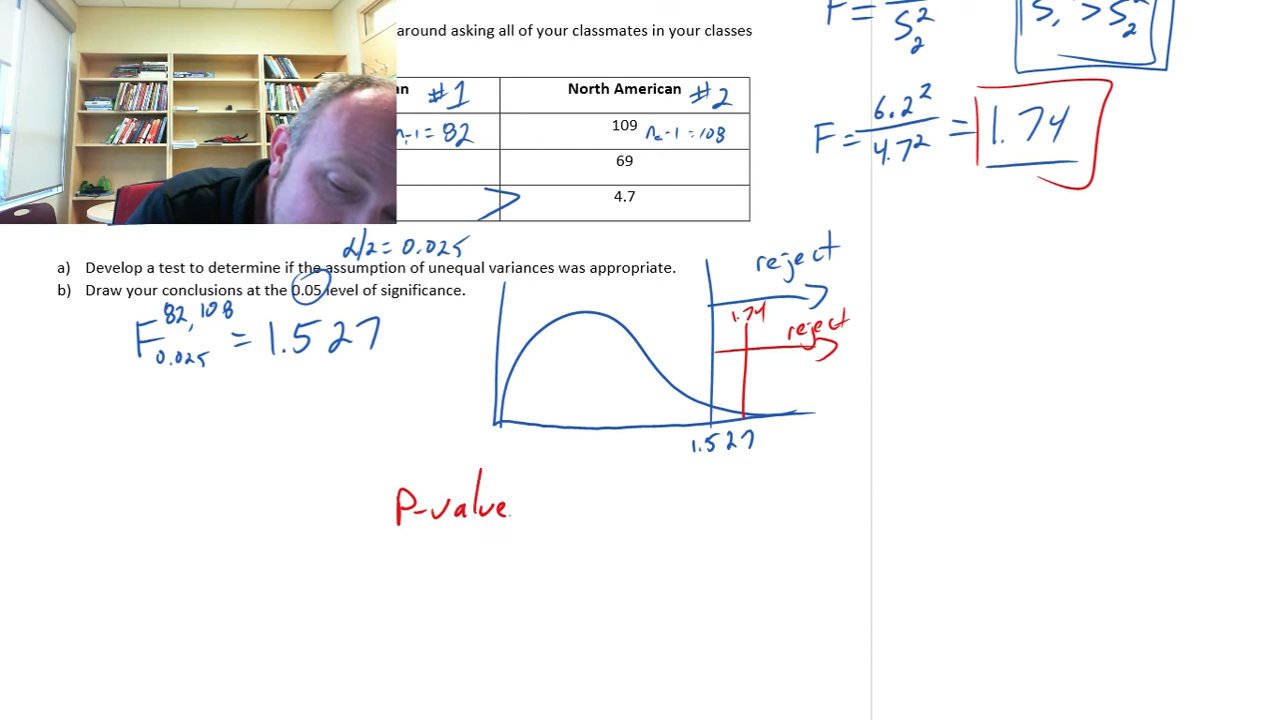 around asking all of your classmates in your classes
F = S₂²
S₁ > S₂²
an #1 North American #2
n₁-1 = 82 109 n₂-1 = 108
69
> 4.7
F = 6.2² / 4.7² = 1.74
α/2 = 0.025
a) Develop a test to determine if the assumption of unequal variances was appropriate.
b) Draw your conclusions at the 0.05 level of significance.
F 82, 108 0.025 = 1.527
reject
1.74
reject
1.527
P-value